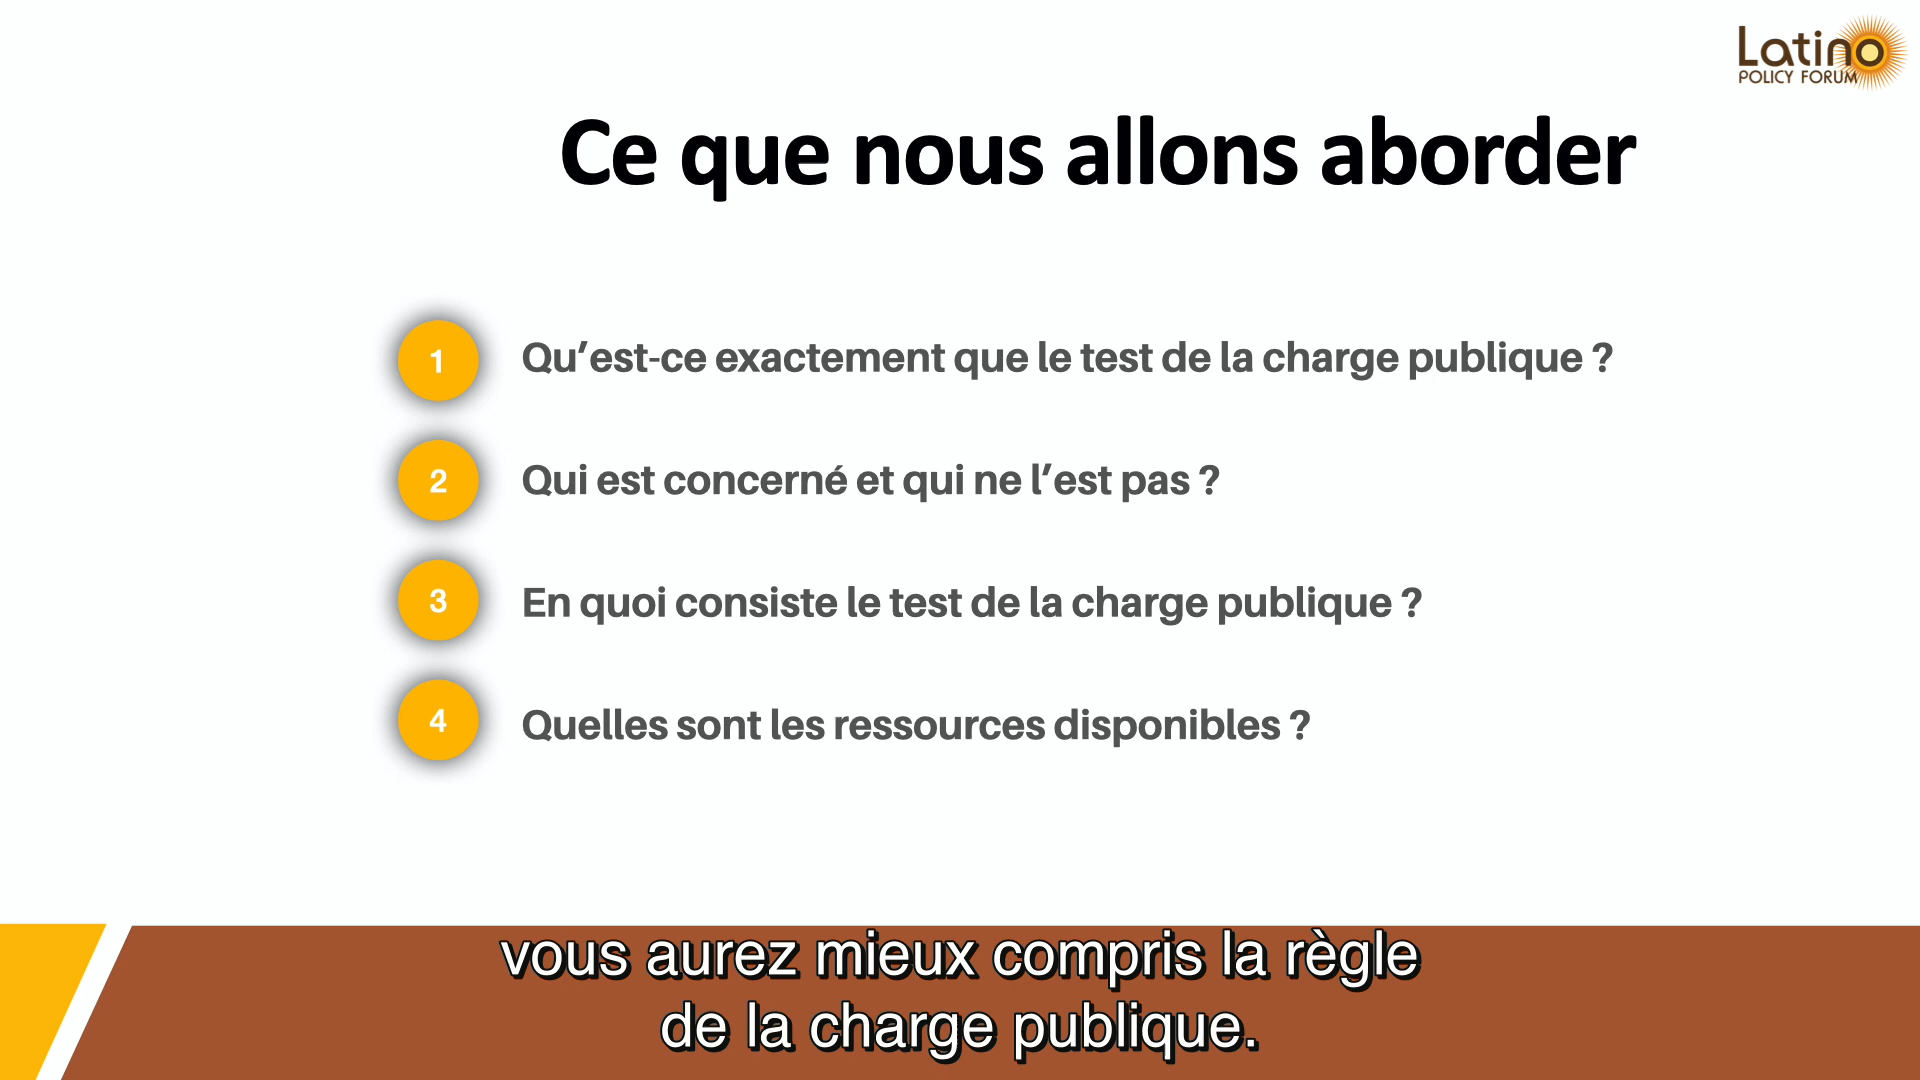 Latino
POLICY FORUM
Ce que nous allons aborder
1 Qu’est-ce exactement que le test de la charge publique ?
2 Qui est concerné et qui ne l’est pas ?
3 En quoi consiste le test de la charge publique ?
4 Quelles sont les ressources disponibles ?
vous aurez mieux compris la règle
de la charge publique.